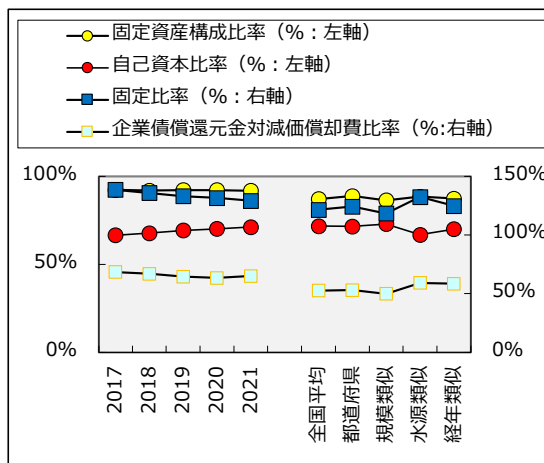 固定資産構成比率（%：左軸）
自己資本比率（%：左軸）
固定比率（%：右軸）
企業債償還元金対減価償却費比率（%:右軸）
100%
150%
100%
50%
50%
0%
0%
2017
2018
2019
2020
2021
全国平均
都道府県
規模類似
水源類似
経年類似